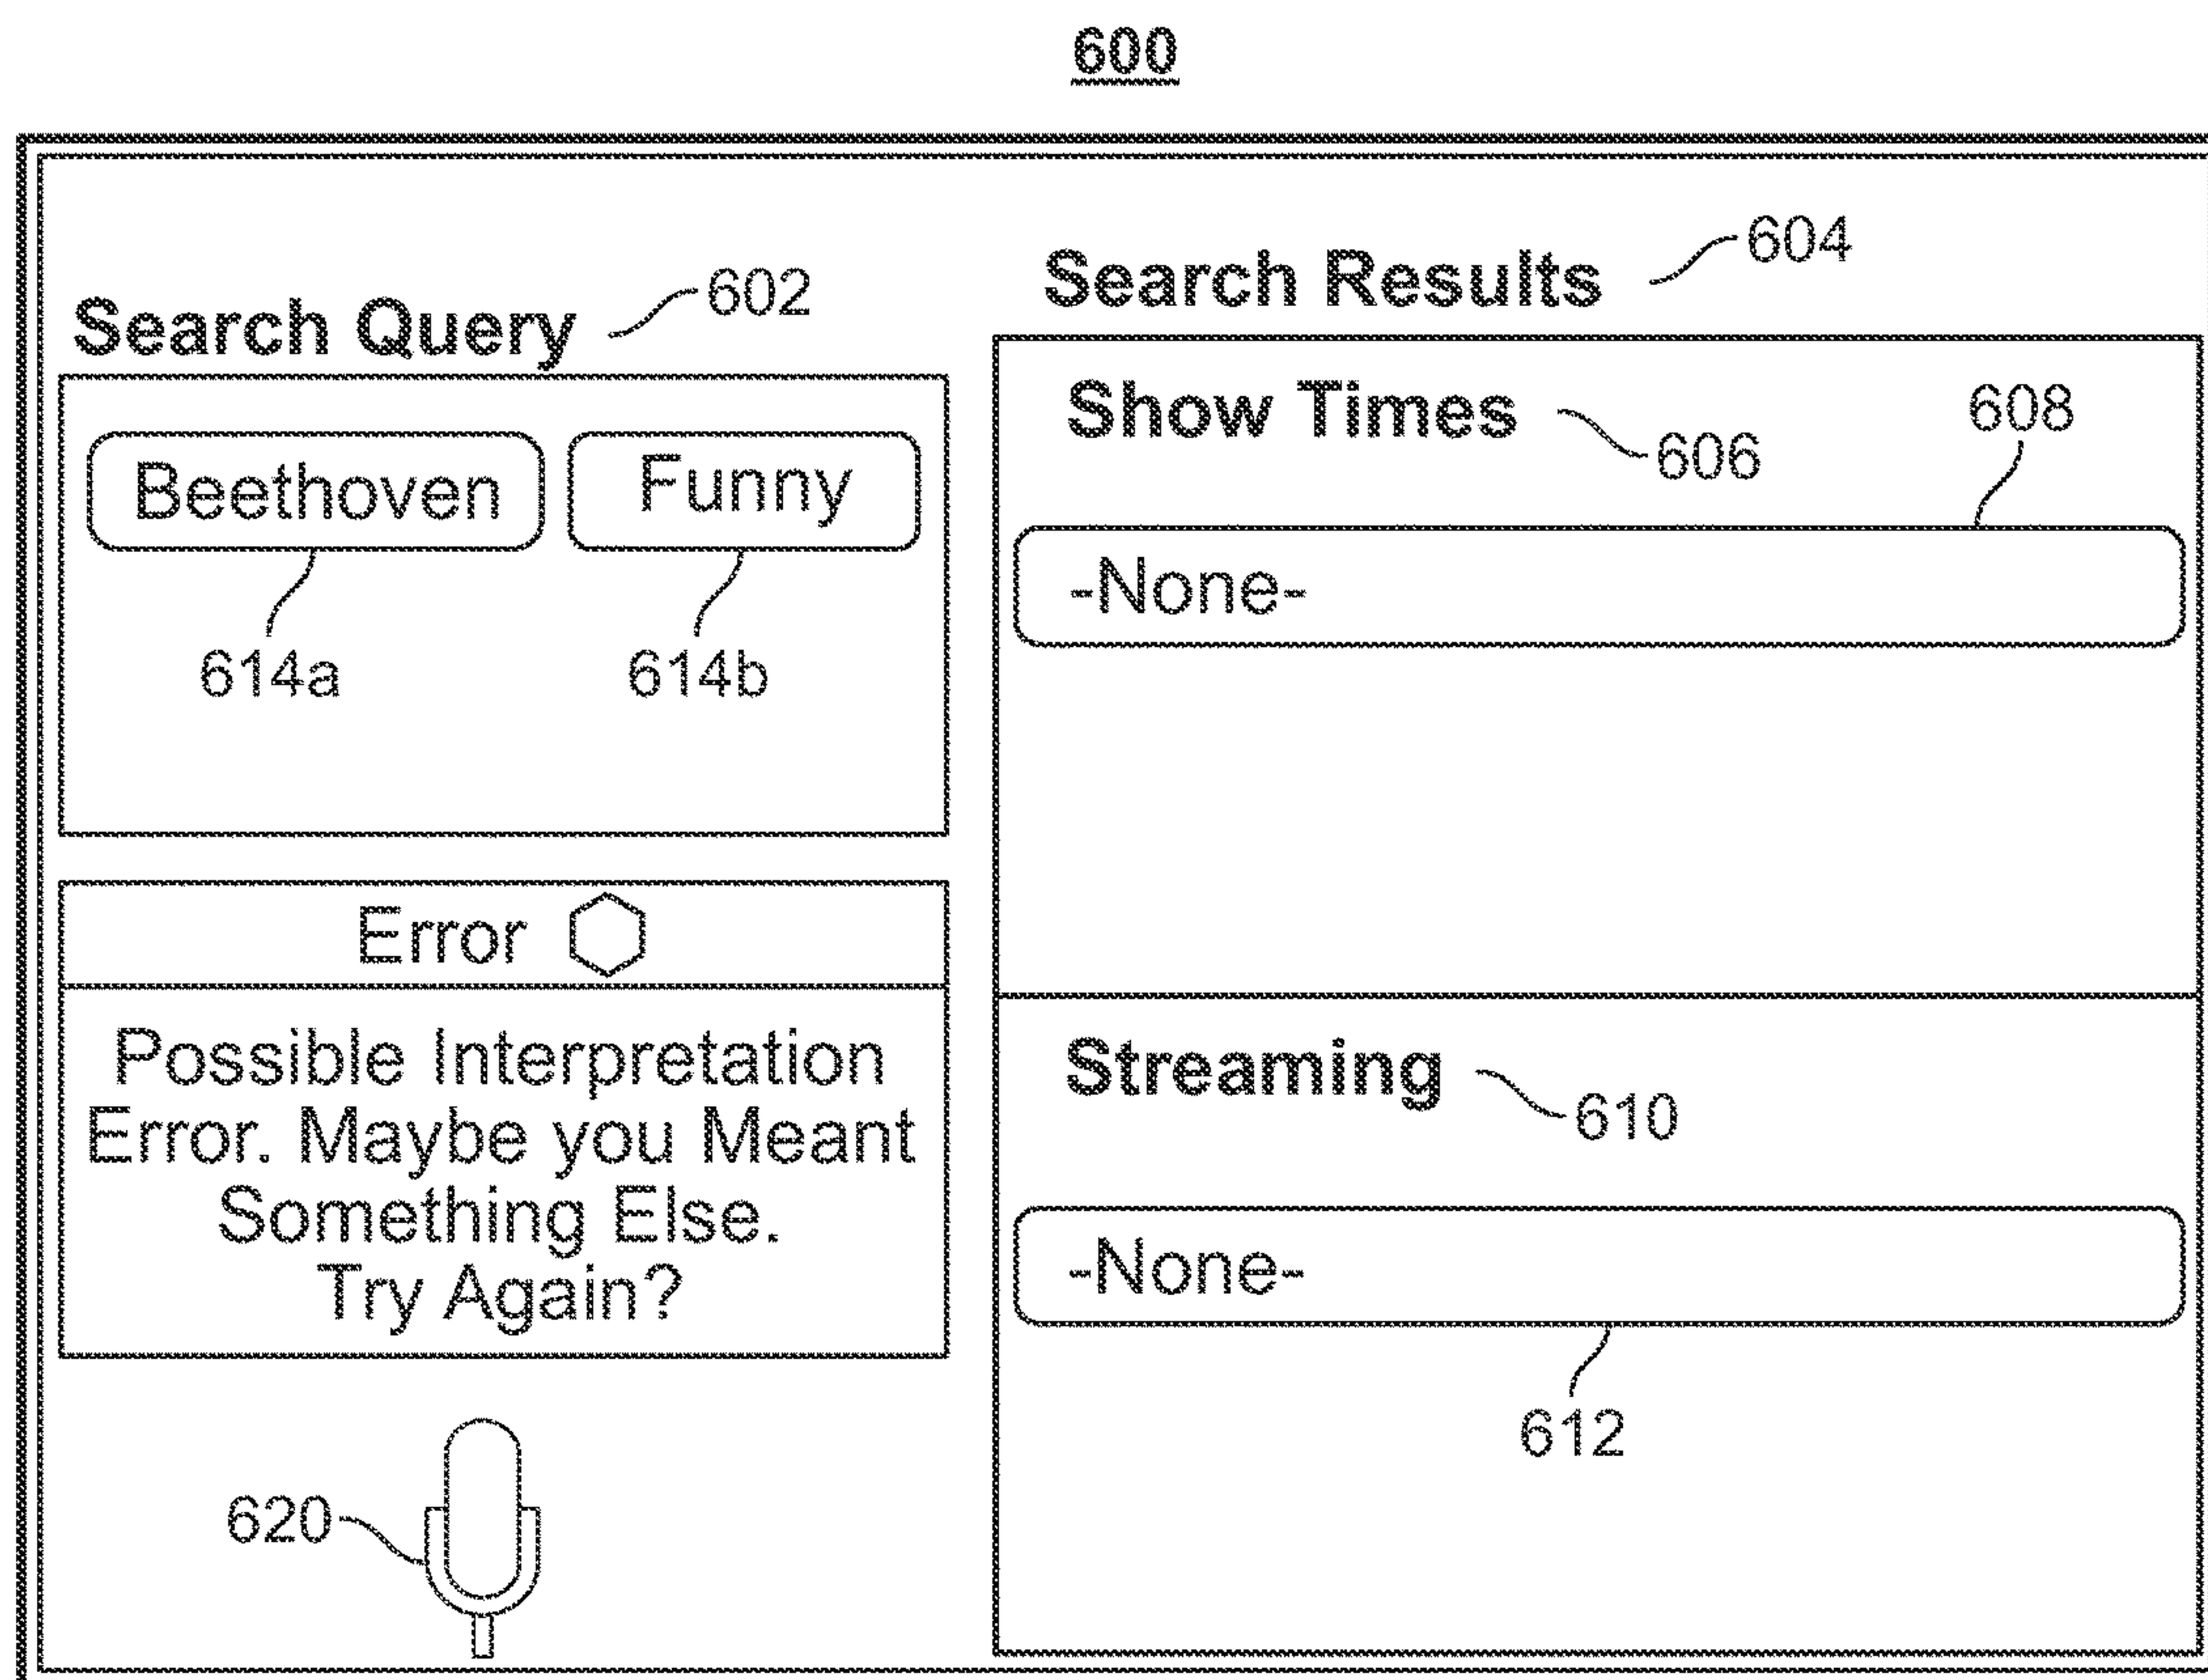 600
Search Query 602
Beethoven Funny
614a 614b
Error
Possible Interpretation
Error. Maybe you Meant
Something Else.
Try Again?
620
Search Results 604
Show Times 606
608
-None-
Streaming 610
-None-
612